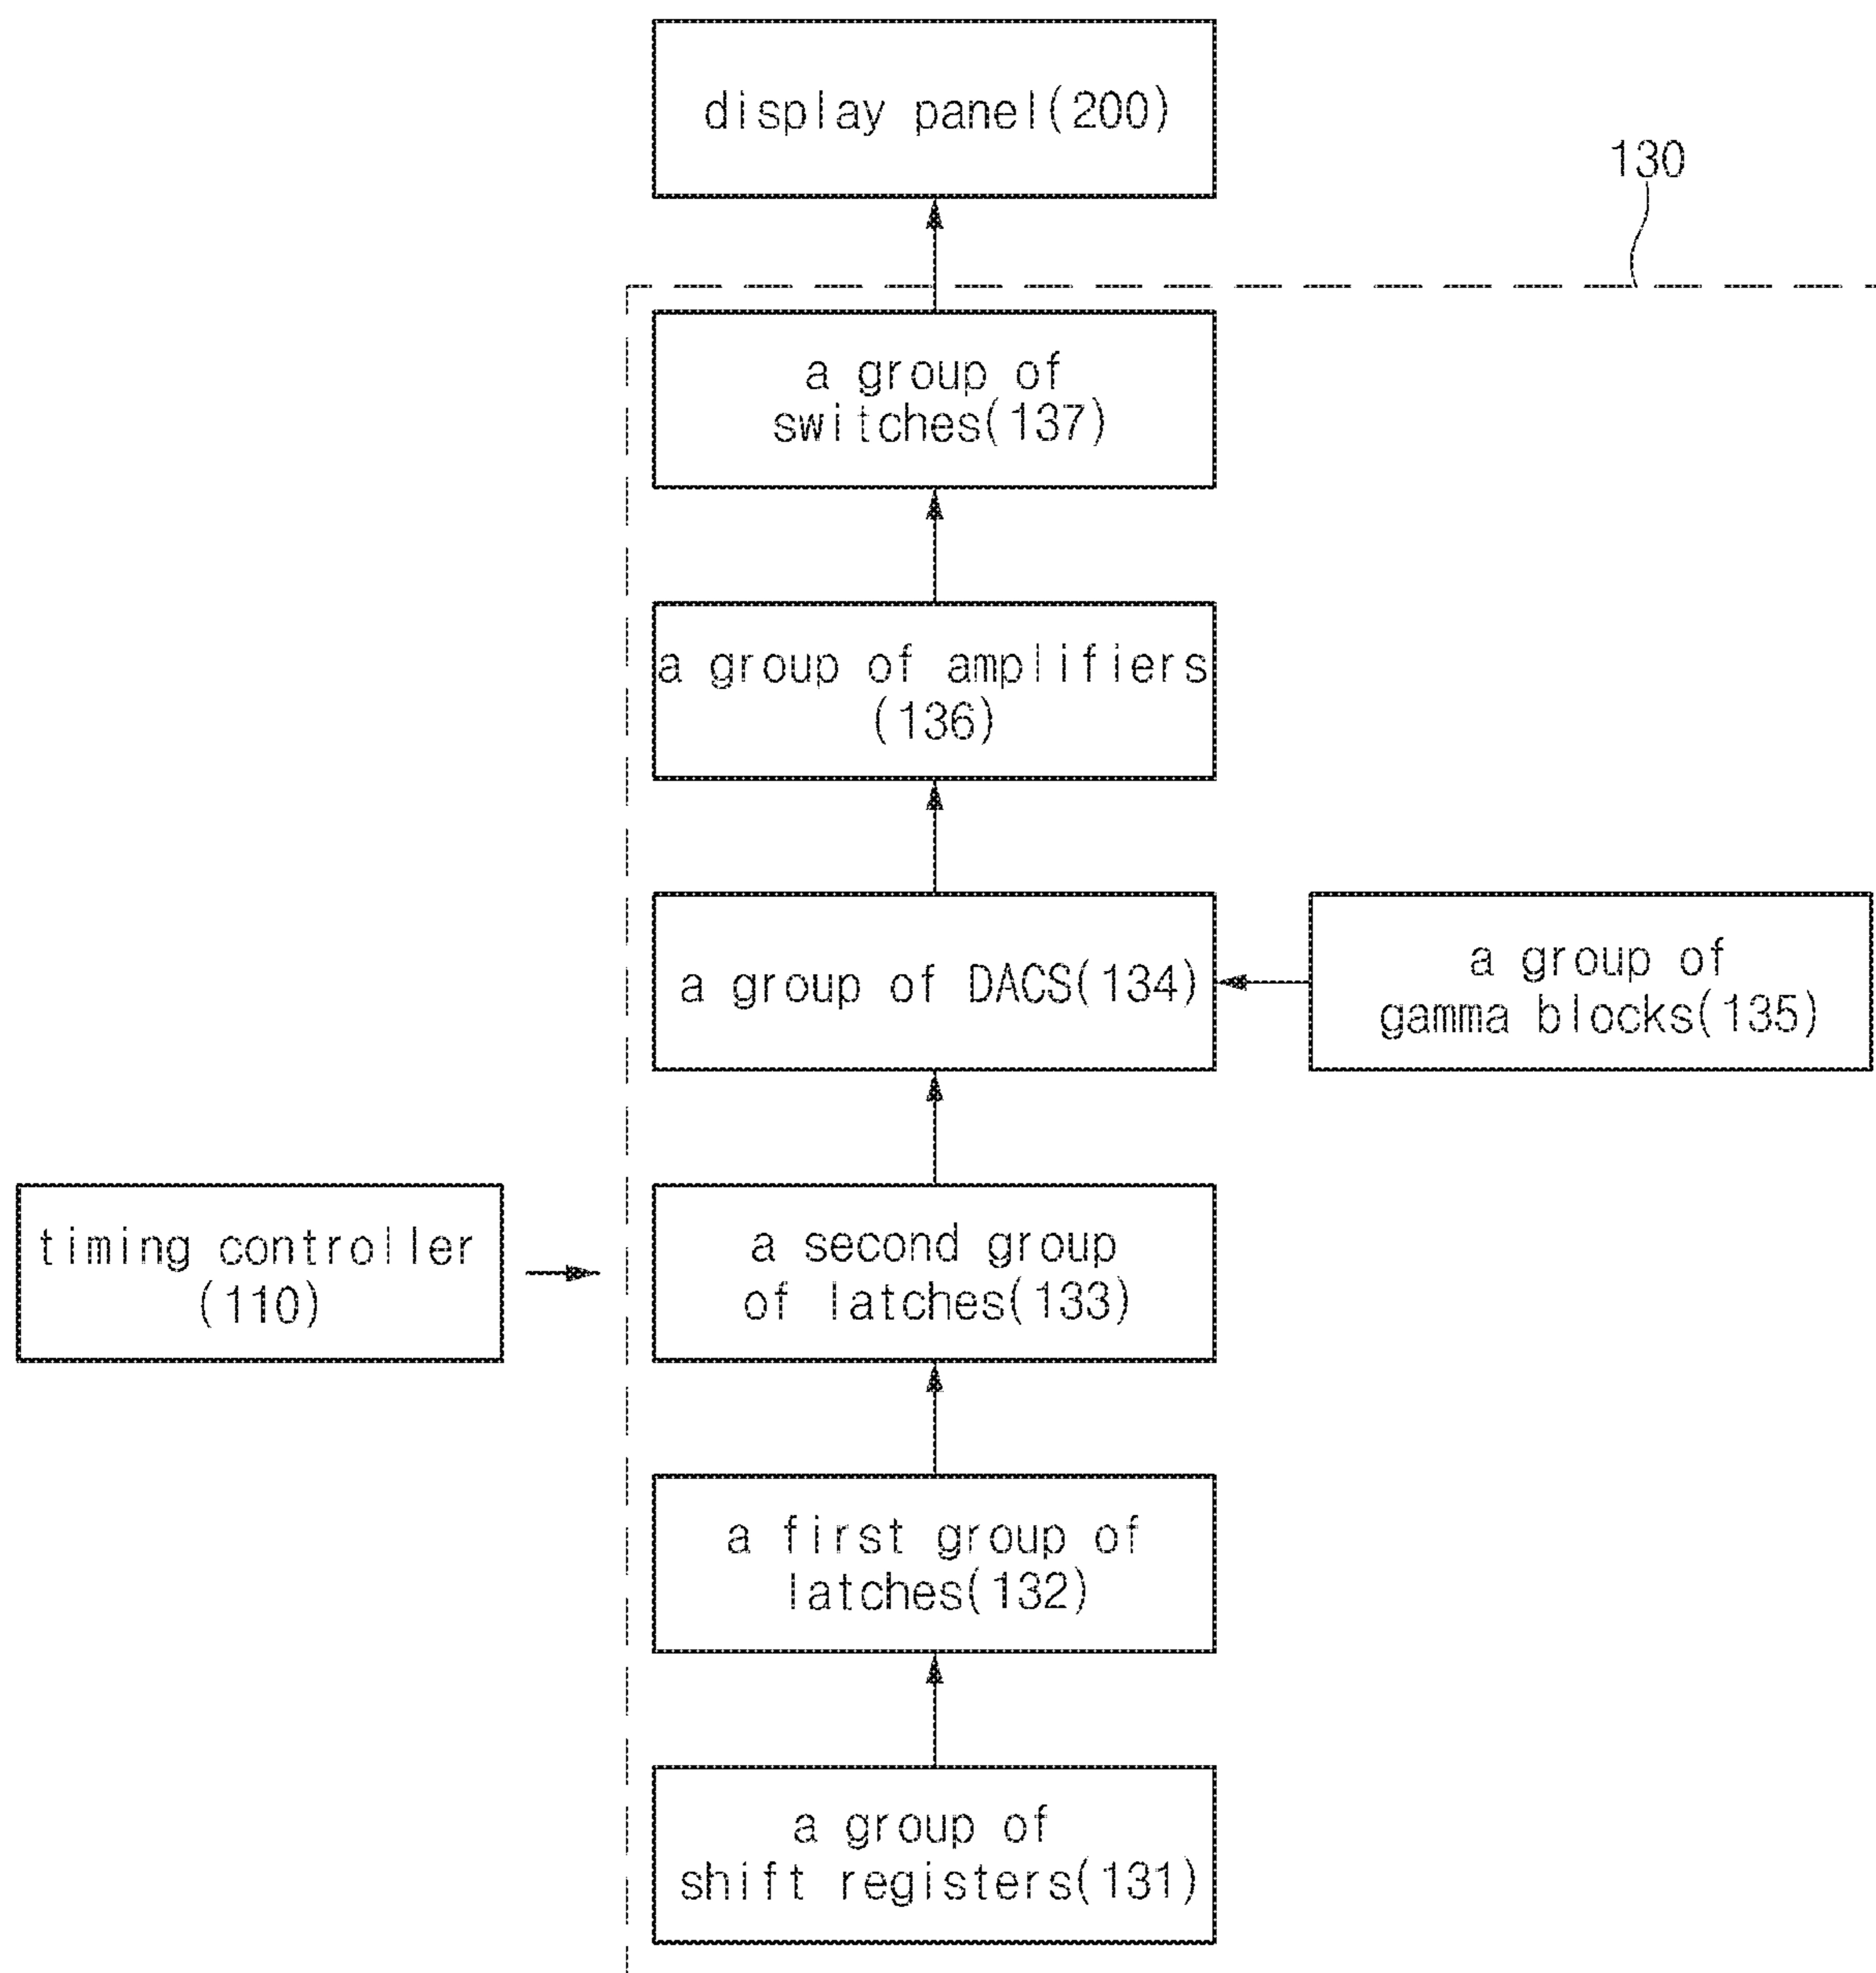 display panel(200)
130
a group of
switches(137)
a group of amplifiers
(136)
a group of DACS(134)
a group of
gamma blocks(135)
timing controller
(110)
a second group
of latches(133)
a first group of
latches(132)
a group of
shift registers(131)